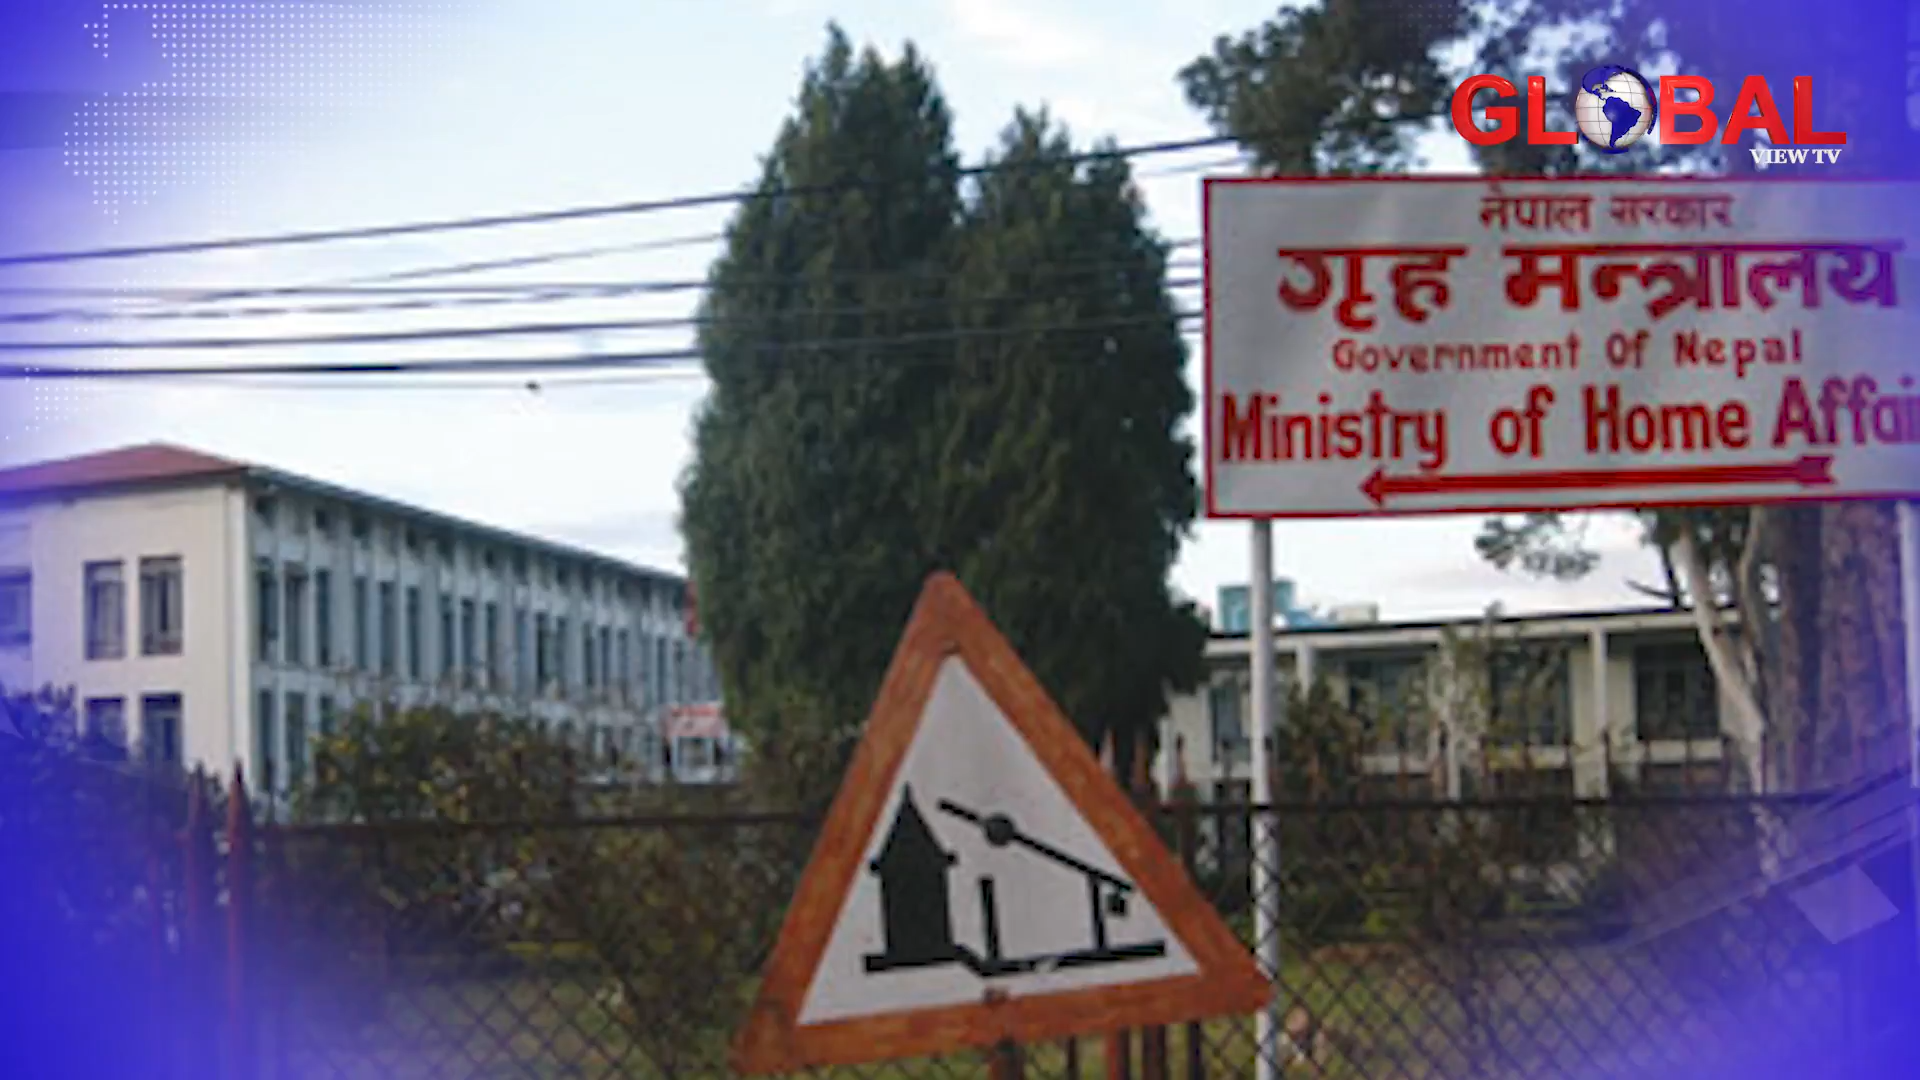 GLOBAL
VIEW TV
नेपाल सरकार
गृह मन्त्रालय
Government Of Nepal
Ministry of Home Affai